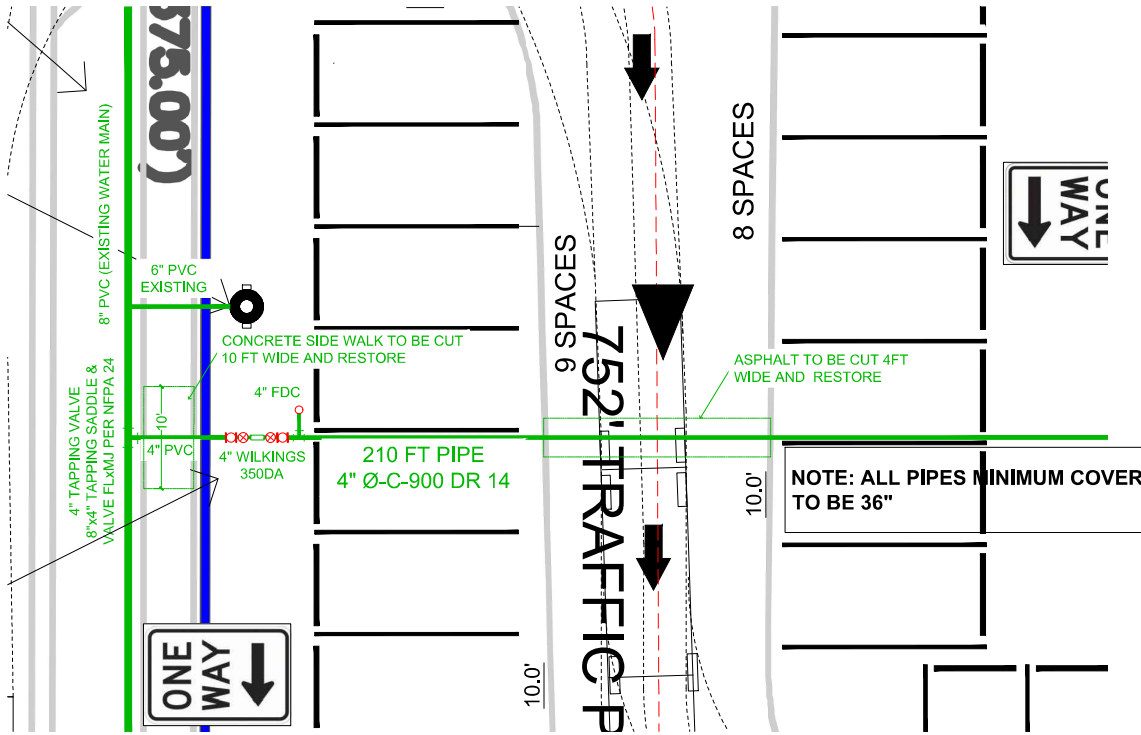 575.00')
8" PVC (EXISTING WATER MAIN)
6" PVC
EXISTING
CONCRETE SIDE WALK TO BE CUT
10 FT WIDE AND RESTORE
4" TAPPING VALVE
8"x4" TAPPING SADDLE &
VALVE FLxMJ PER NFPA 24
10'
4" PVC
4" FDC
4" WILKINGS
350DA
210 FT PIPE
4" Ø-C-900 DR 14
9 SPACES
8 SPACES
752' TRAFFIC P
ASPHALT TO BE CUT 4FT
WIDE AND RESTORE
10.0'
10.0'
NOTE: ALL PIPES MINIMUM COVER
TO BE 36"
ONE
WAY
ONE
WAY